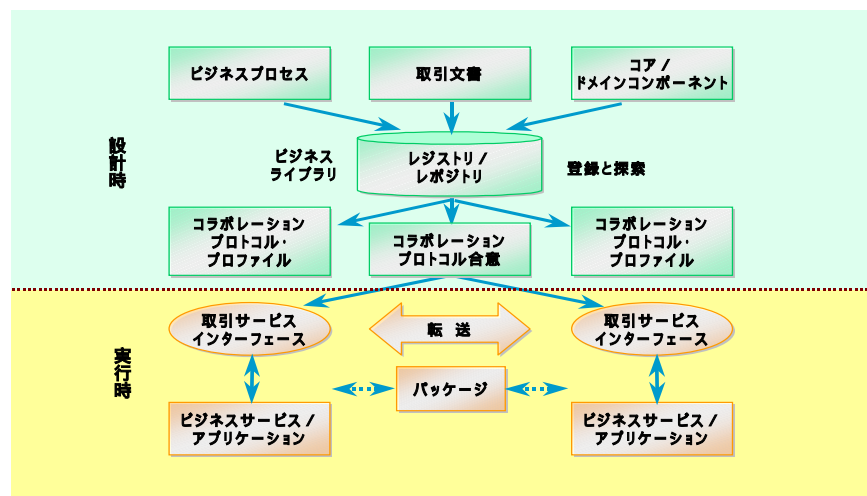 ビジネスプロセス
取引文書
コア/
ドメインコンポーネント
設計時
ビジネス
ライブラリ
レジストリ/
レポジトリ
登録と探索
コラボレーション
プロトコル・
プロファイル
コラボレーション
プロトコル合意
コラボレーション
プロトコル・
プロファイル
実行時
取引サービス
インターフェース
転 送
取引サービス
インターフェース
パッケージ
ビジネスサービス/
アプリケーション
ビジネスサービス/
アプリケーション